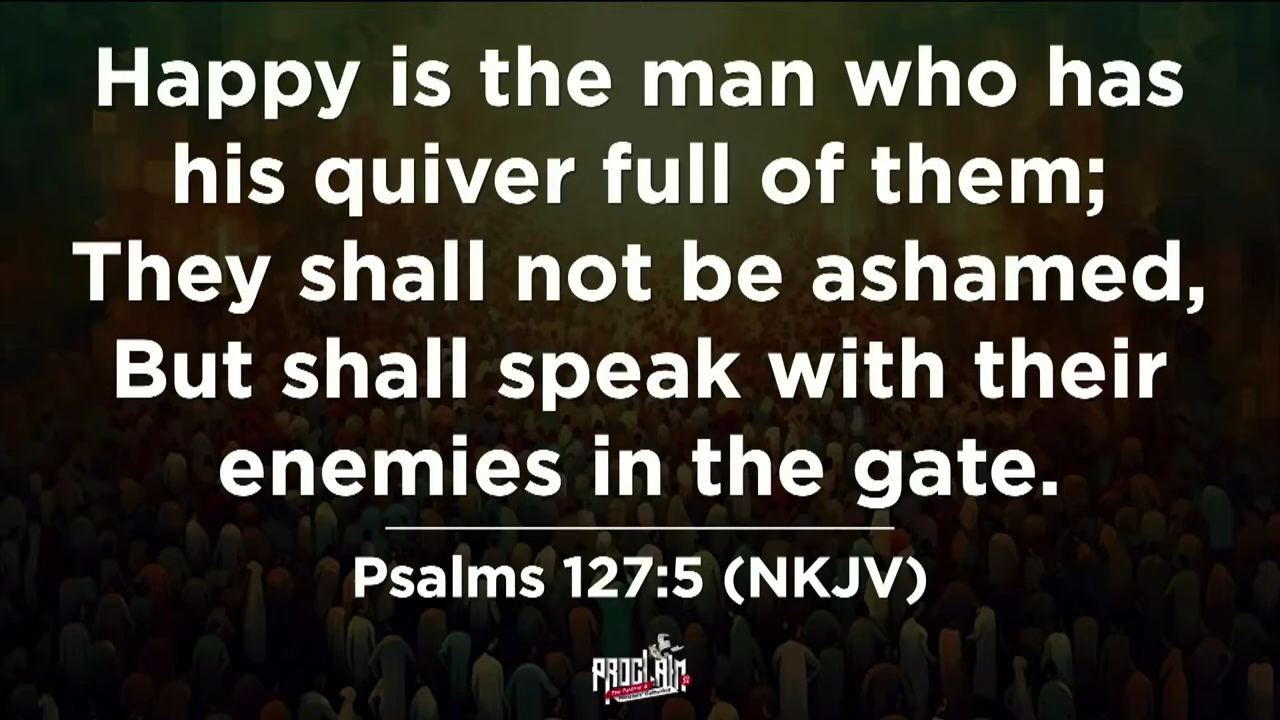 Happy is the man who has
his quiver full of them;
They shall not be ashamed,
But shall speak with their
enemies in the gate.
Psalms 127:5 (NKJV)
PROCLAIM